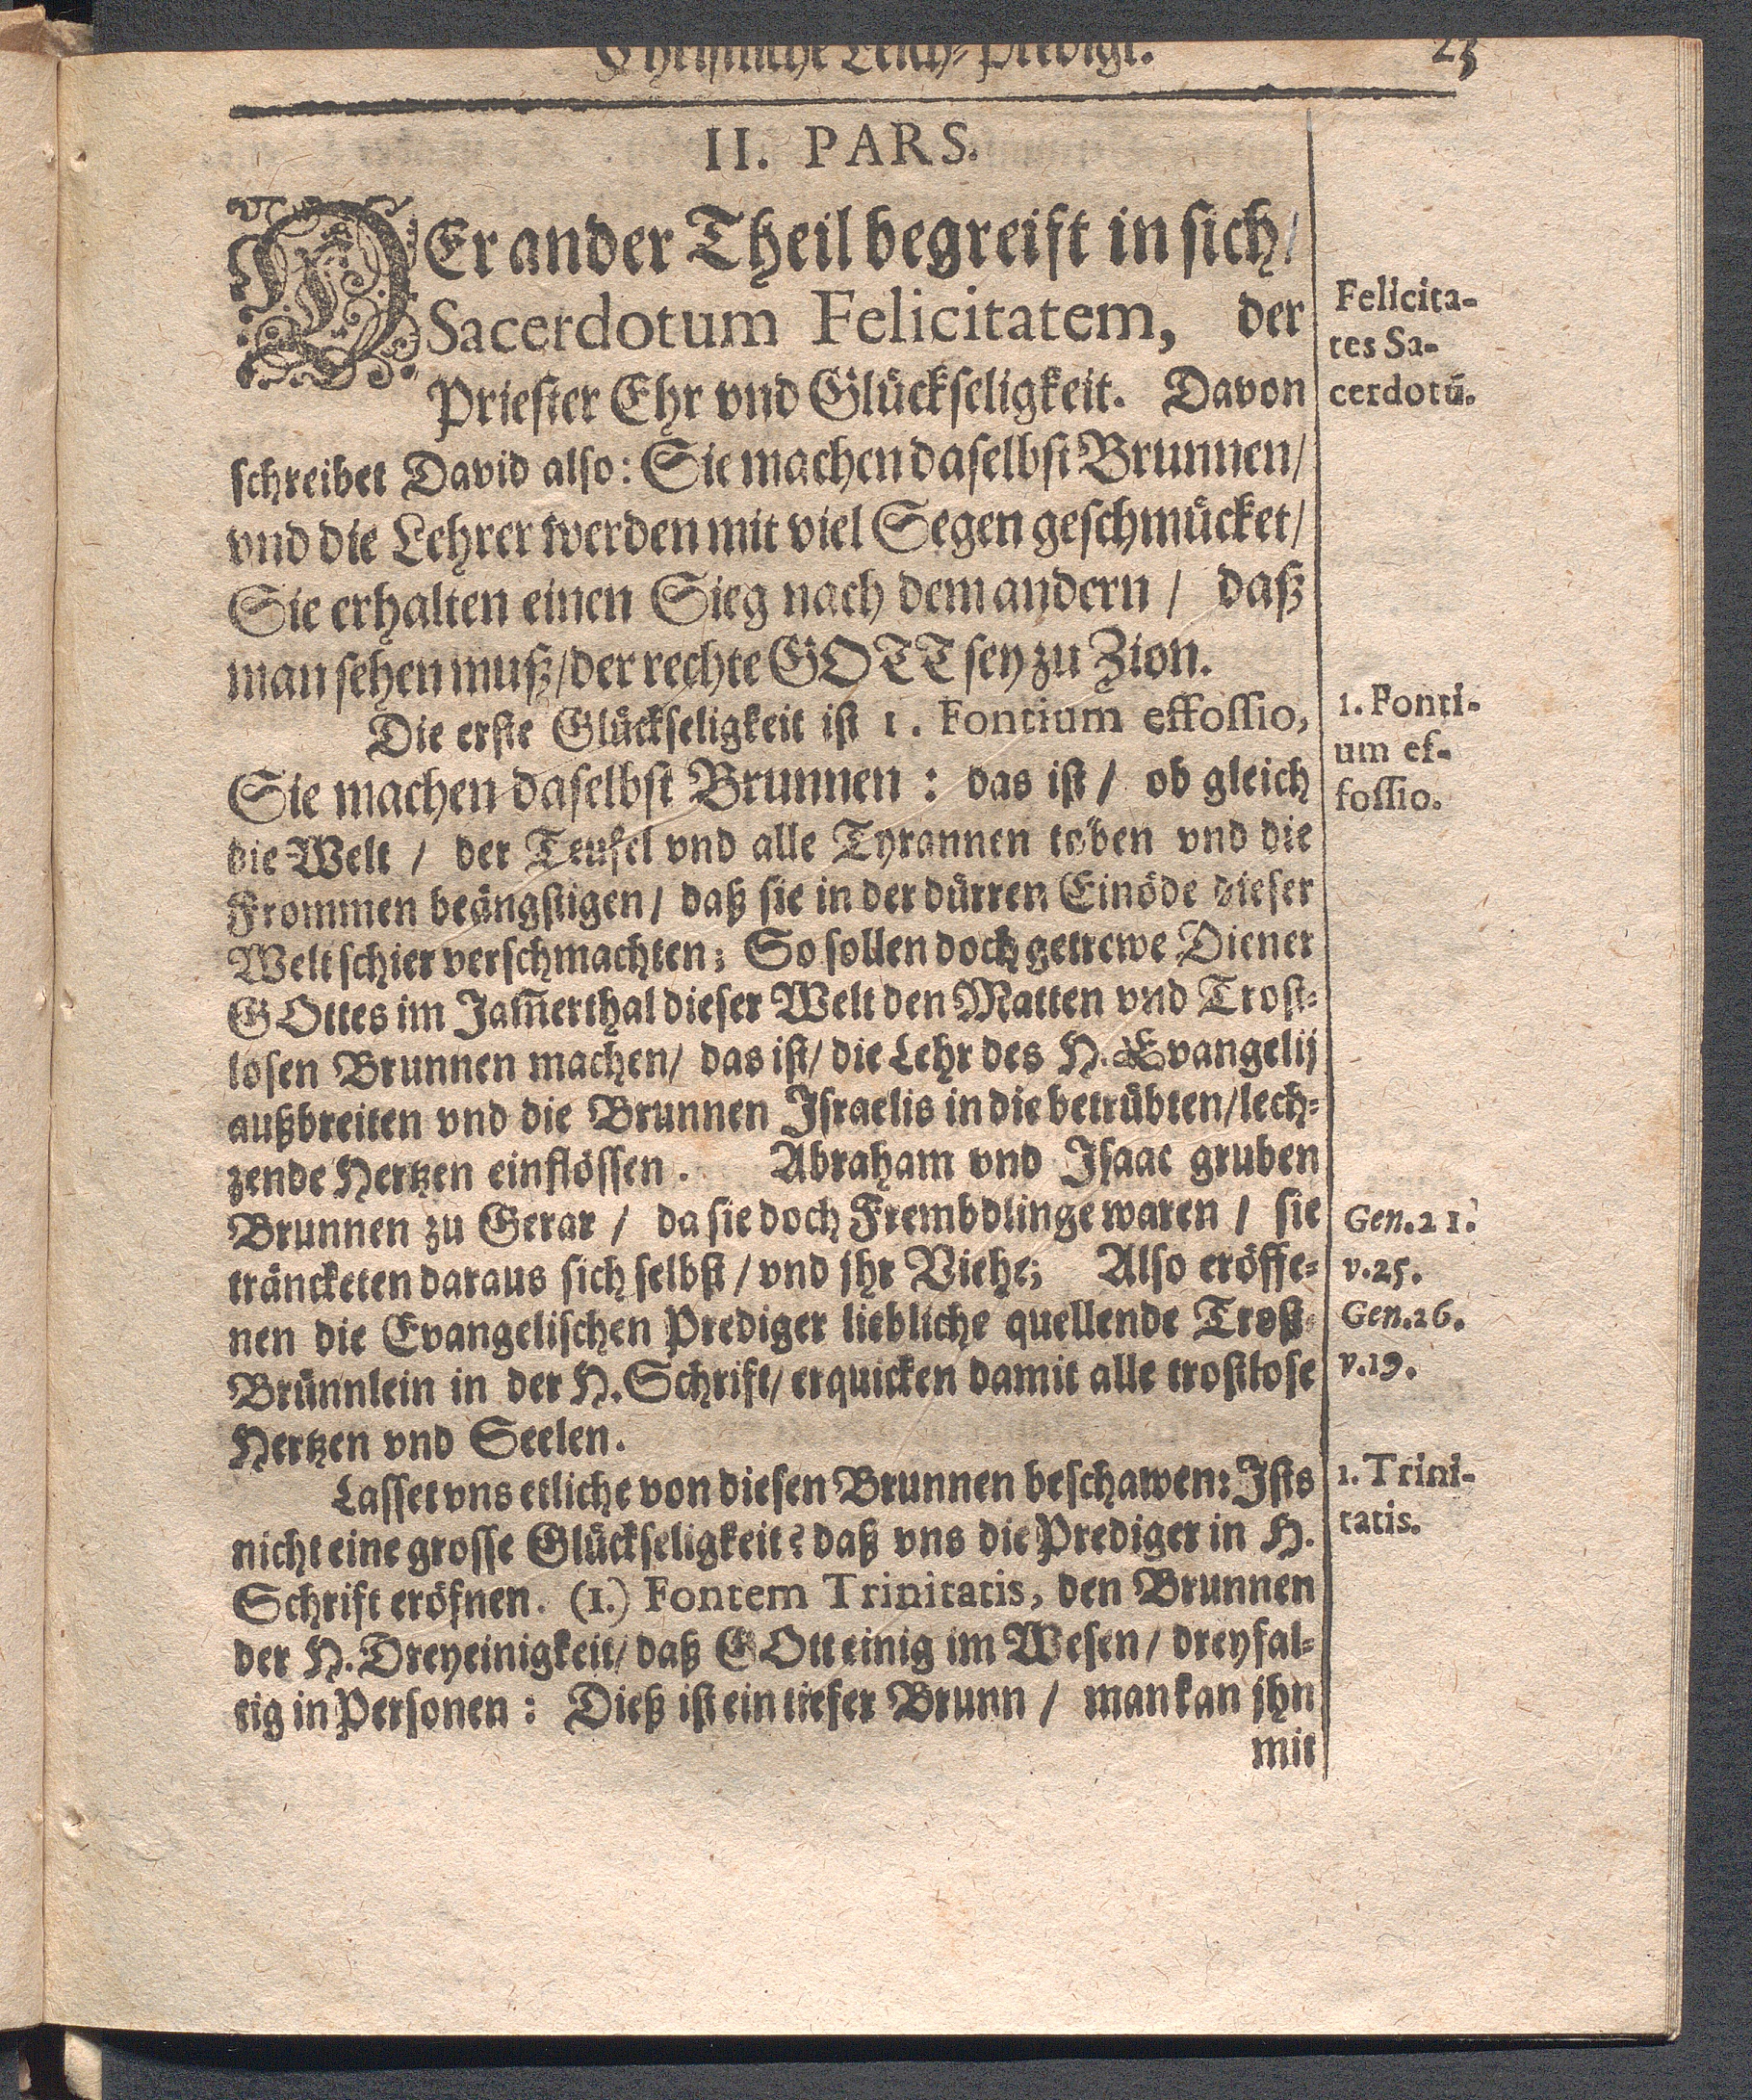 Christliche Leich-Predigt. 23
II. PARS.
DEr ander Theil begreift in sich/
Sacerdotum Felicitatem, der
Priester Ehr vnd Glückseligkeit. Davon
schreibet David also: Sie machen daselbst Brunnen/
vnd die Lehrer werden mit viel Segen geschmücket/
Sie erhalten einen Sieg nach dem andern / daß
man sehen muß/ der rechte GOTT sey zu Zion.
Die erste Glückseligkeit ist 1. Fontium effossio,
Sie machen daselbst Brunnen: das ist / ob gleich
die Welt / der Teufel vnd alle Tyrannen toben vnd die
Frommen beängstigen / daß sie in der dürren Einöde dieser
Welt schier verschmachten; So sollen doch getrewe Diener
GOttes im Jam̃erthal dieser Welt den Matten vnd Trost-
losen Brunnen machen/ das ist/ die Lehr des H. Evangelij
außbreiten vnd die Brunnen Israelis in die betrübten/ lech-
zende Hertzen einflössen. Abraham vnd Isaac gruben
Brunnen zu Gerar / da sie doch Frembdlinge waren / sie
träncketen daraus sich selbst / vnd jhr Viehe; Also eröffe-
nen die Evangelischen Prediger liebliche quellende Trost-
Brünnlein in der H. Schrift/ erquicken damit alle trostlose
Hertzen vnd Seelen.
Lasset vns etliche von diesen Brunnen beschawen: Ists
nicht eine grosse Glückseligkeit? daß vns die Prediger in H.
Schrift eröfnen. (1.) Fontem Trinitatis, den Brunnen
der H. Dreyeinigkeit/ daß GOtt einig im Wesen / dreyfal-
tig in Personen: Dieß ist ein tiefer Brunn / man kan jhn
mit
Felicita-
tes Sa-
cerdotū.
1. Fonti-
um ef-
fossio.
Gen. 21.
v. 25.
Gen. 26.
v. 19.
1. Trini-
tatis.